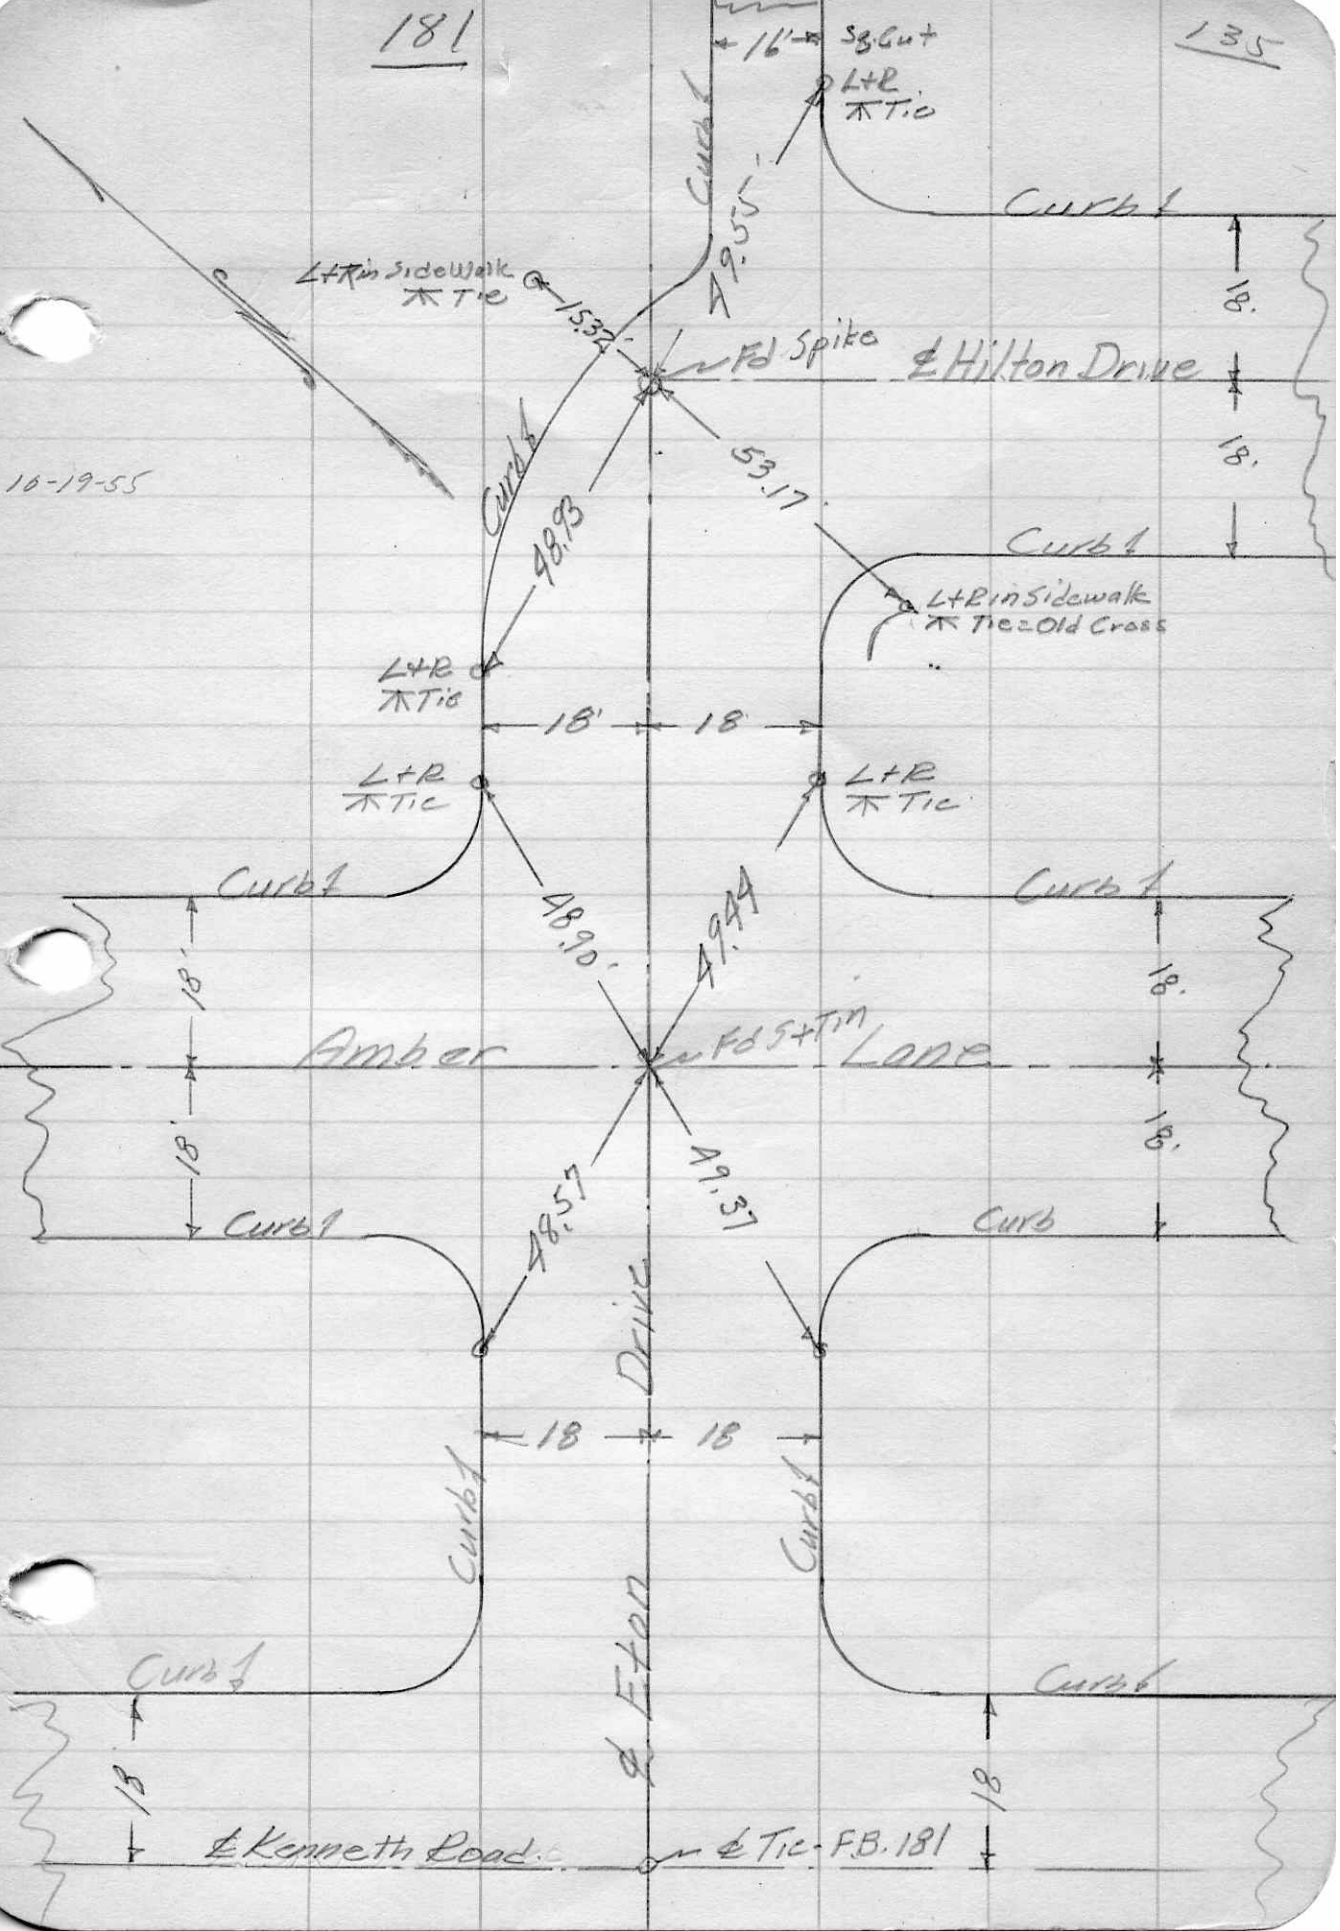 181
135
16'
Sq. Cut
L+R
⚻ Tie
Curb f
49.55'
Curb f
L+R in Sidewalk
Tie
15.32'
18.
Fd. Spike
℄ Hilton Drive
N
Curb f
53.17
18.
10-19-55
48.93
Curb f
L+R in Sidewalk
Tie = Old Cross
L+R
Tie
18'
18
L+R
Tie
L+R
Tie
Curb f
Curb f
48.90'
49.44
18'
18.
Fd S+Tin
Amber Lane
18'
18.
48.57
49.37
Curb f
Curb
18
18
Curb f
Curb f
℄ Eton Drive
Curb f
Curb f
18
18
℄ Kenneth Road
℄ Tie - F.B. 181